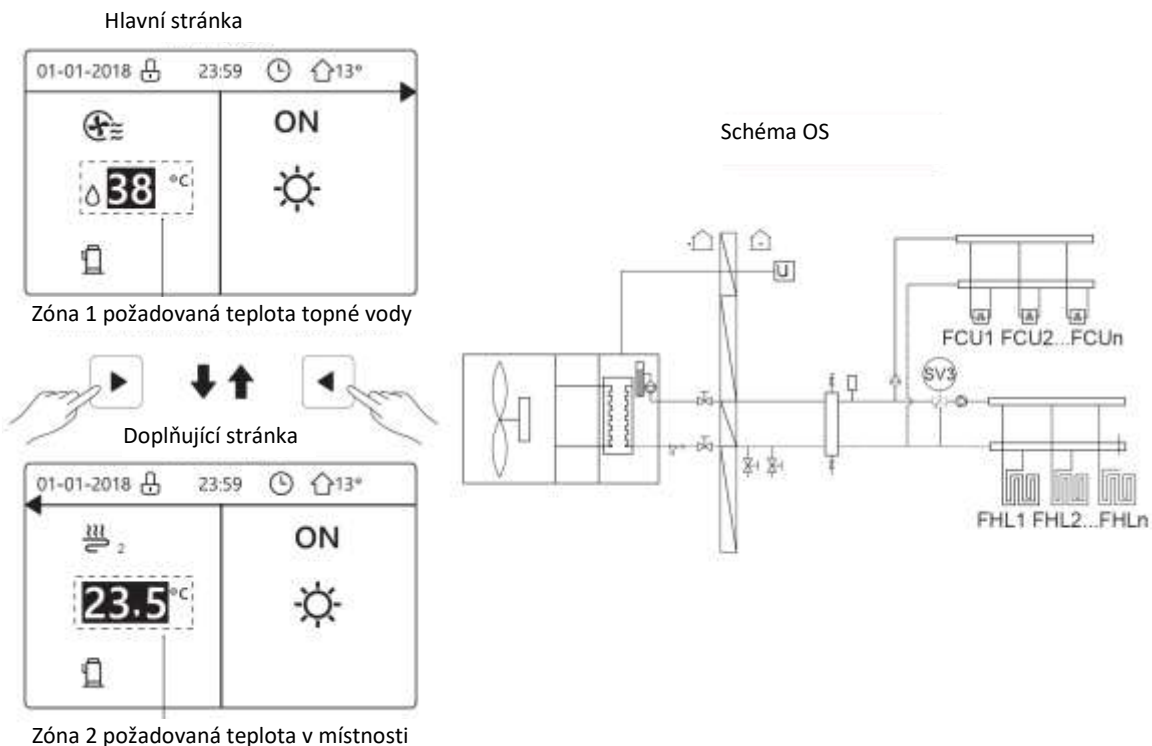 Hlavní stránka
01-01-2018 23:59 13°
ON
38 °C
Zóna 1 požadovaná teplota topné vody
Doplňující stránka
01-01-2018 23:59 13°
2
ON
23.5 °C
Zóna 2 požadovaná teplota v místnosti
Schéma OS
U
A A A
FCU1 FCU2...FCUn
SV3
FHL1 FHL2...FHLn